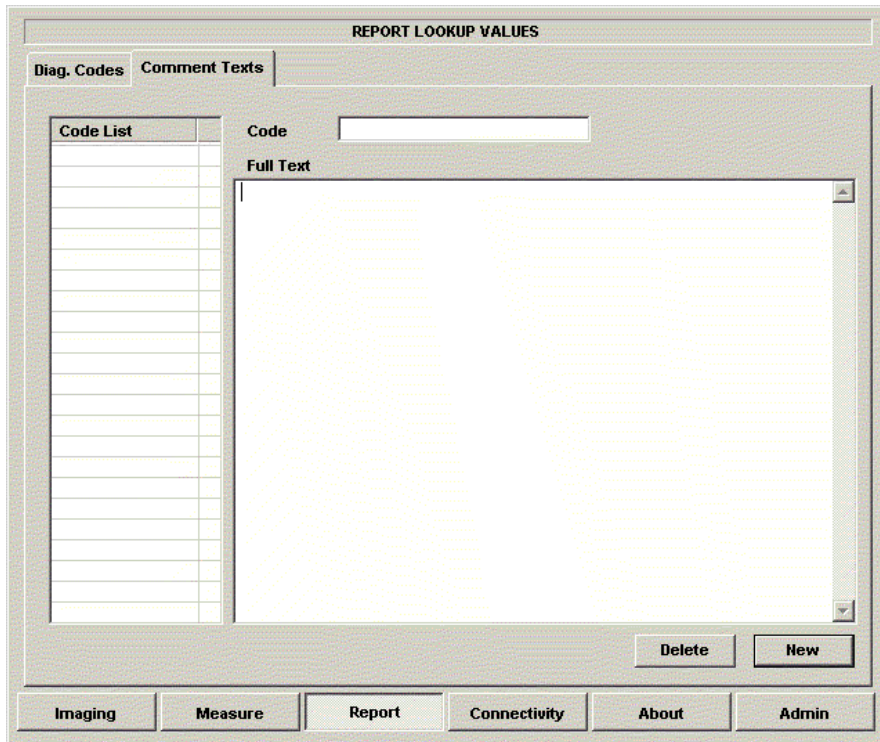 REPORT LOOKUP VALUES
Diag. Codes Comment Texts
Code List Code
Full Text
Delete New
Imaging Measure Report Connectivity About Admin